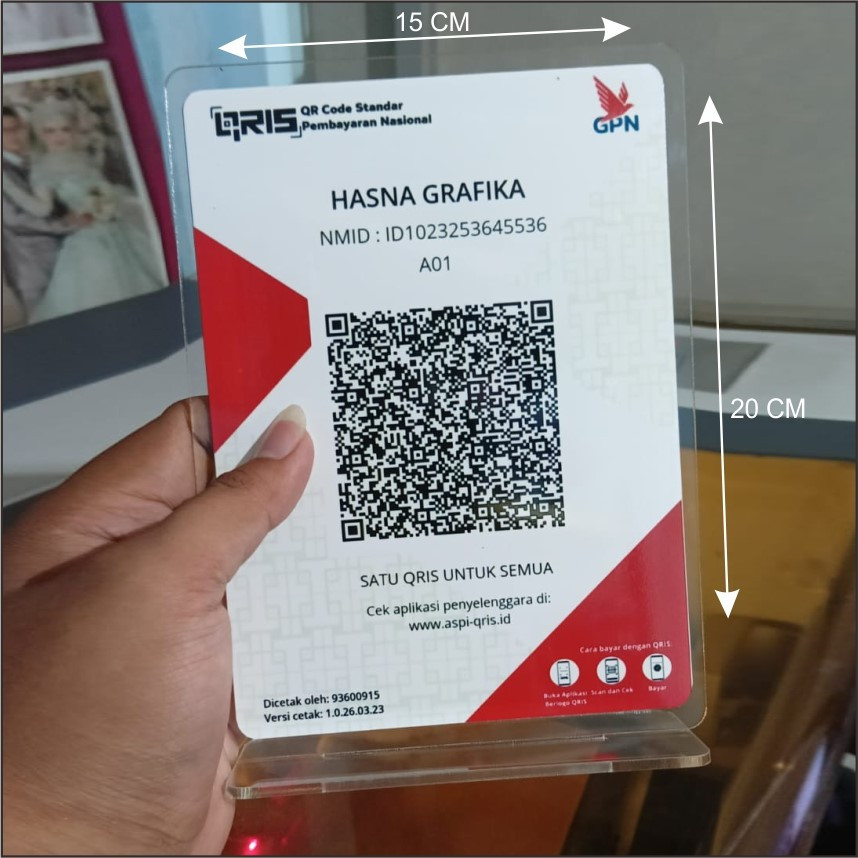 15 CM
QRIS QR Code Standar
Pembayaran Nasional
GPN
HASNA GRAFIKA
NMID : ID1023253645536
A01
20 CM
SATU QRIS UNTUK SEMUA
Cek aplikasi penyelenggara di:
www.aspi-qris.id
Cara bayar dengan QRIS
Buka Aplikasi Scan dan Cek Bayar
Berlogo QRIS
Dicetak oleh: 93600915
Versi cetak: 1.0.26.03.23